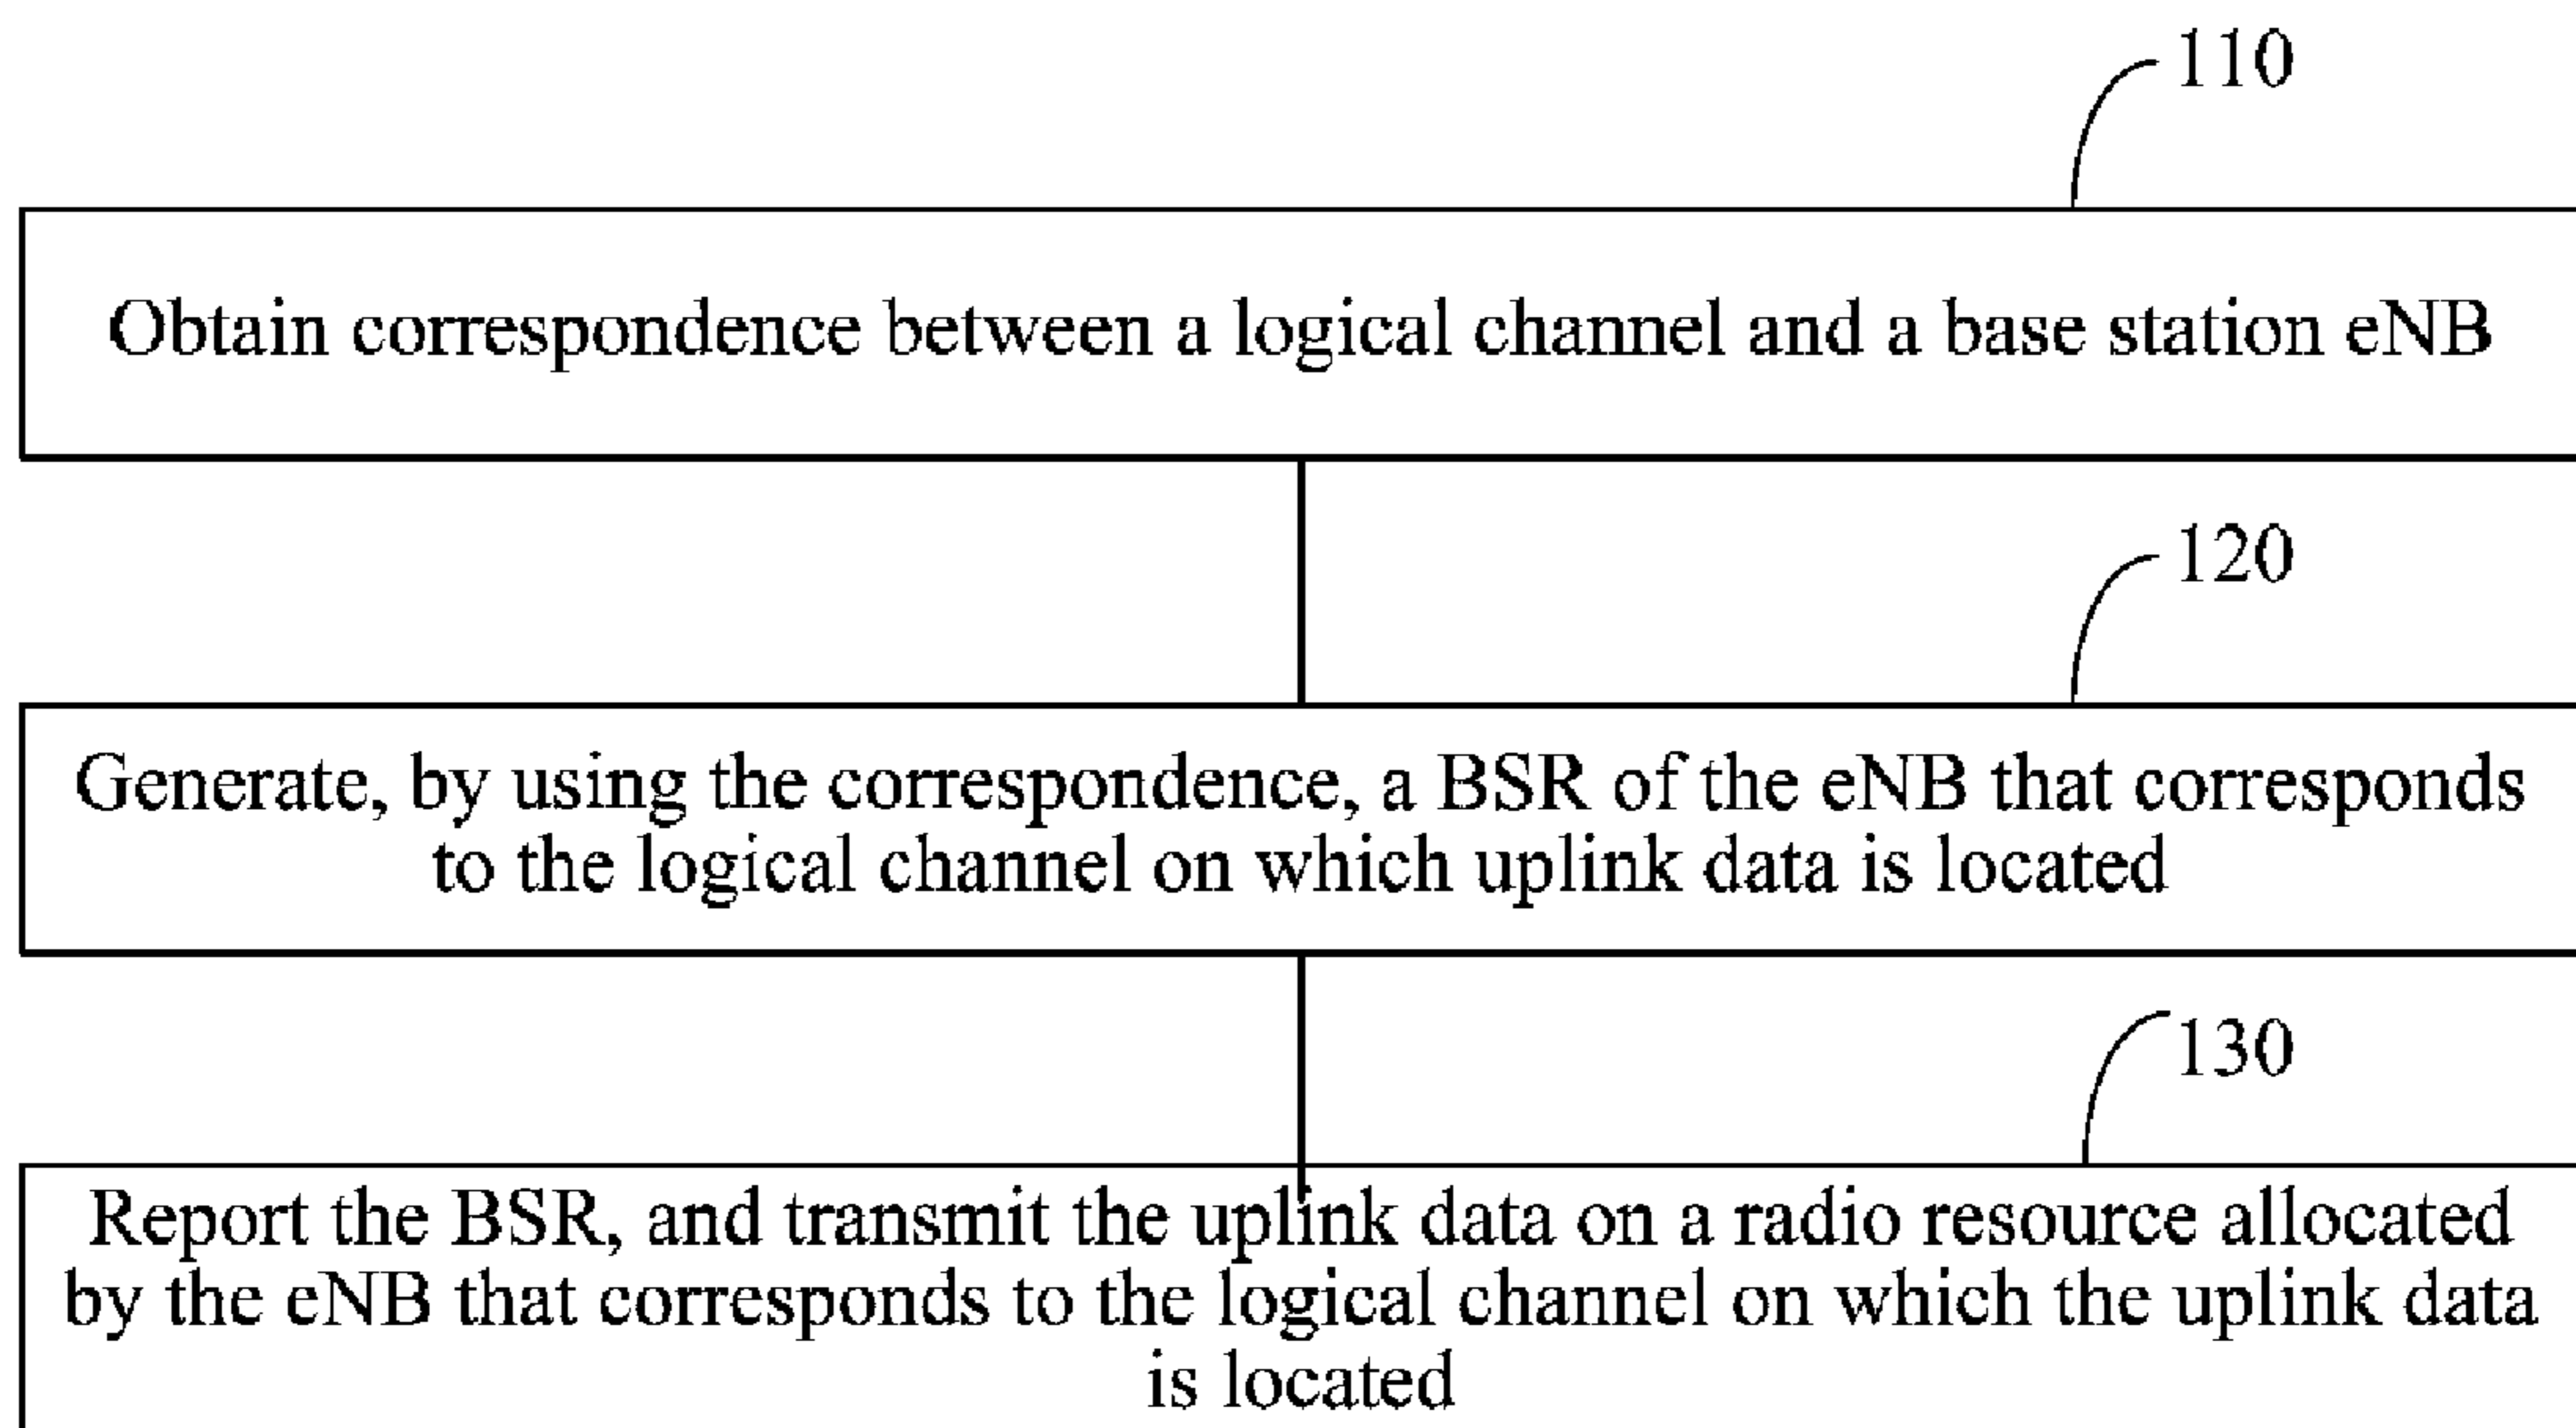 110
Obtain correspondence between a logical channel and a base station eNB
120
Generate, by using the correspondence, a BSR of the eNB that corresponds
to the logical channel on which uplink data is located
130
Report the BSR, and transmit the uplink data on a radio resource allocated
by the eNB that corresponds to the logical channel on which the uplink data
is located